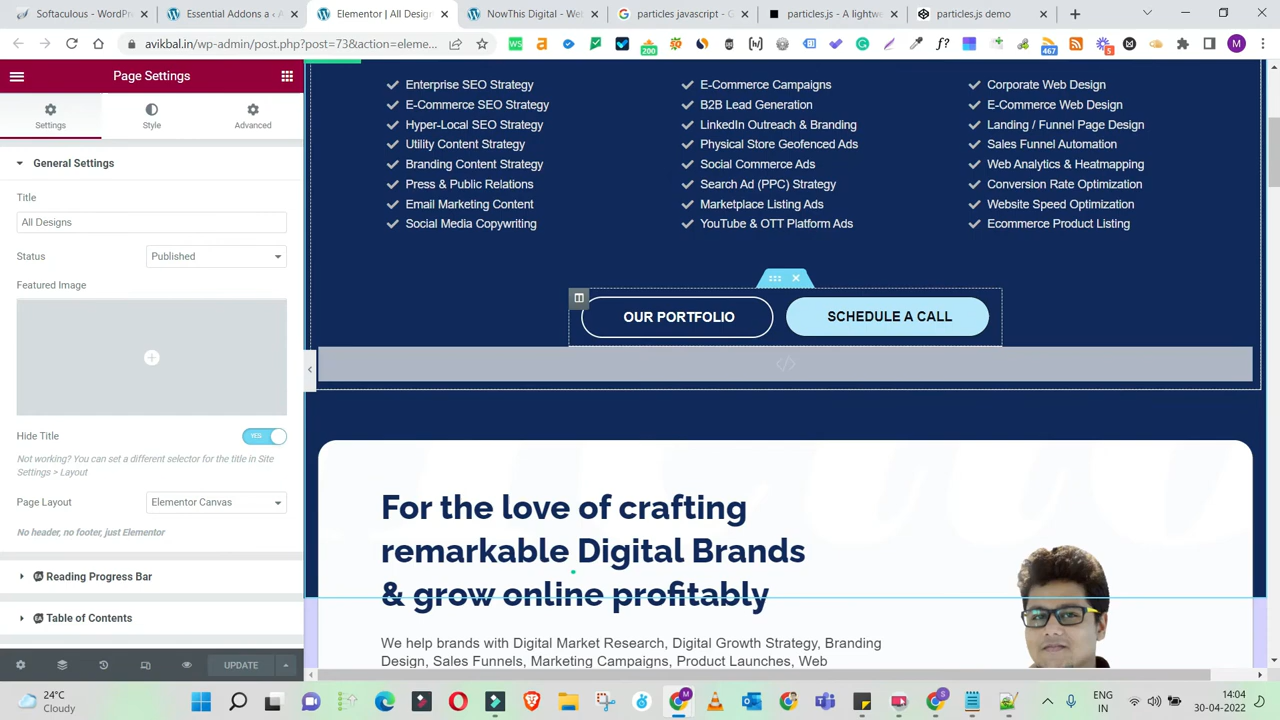 Softaculous - WordPr
Essential Addons a ‹ A
Elementor | All Design
NowThis Digital - Web
particles javascript - G
particles.js - A lightwe
particles.js demo
avikbal.in/wp-admin/post.php?post=73&action=eleme...
200
467
5
M
Page Settings
Settings
Style
Advanced
General Settings
Title
All Designs
Status
Published
Featured Image
Hide Title
YES
Not working? You can set a different selector for the title in Site
Settings > Layout
Page Layout
Elementor Canvas
No header, no footer, just Elementor
Reading Progress Bar
Table of Contents
UPDATE
Enterprise SEO Strategy
E-Commerce SEO Strategy
Hyper-Local SEO Strategy
Utility Content Strategy
Branding Content Strategy
Press & Public Relations
Email Marketing Content
Social Media Copywriting
E-Commerce Campaigns
B2B Lead Generation
LinkedIn Outreach & Branding
Physical Store Geofenced Ads
Social Commerce Ads
Search Ad (PPC) Strategy
Marketplace Listing Ads
YouTube & OTT Platform Ads
Corporate Web Design
E-Commerce Web Design
Landing / Funnel Page Design
Sales Funnel Automation
Web Analytics & Heatmapping
Conversion Rate Optimization
Website Speed Optimization
Ecommerce Product Listing
OUR PORTFOLIO
SCHEDULE A CALL
For the love of crafting
remarkable Digital Brands
& grow online profitably
We help brands with Digital Market Research, Digital Growth Strategy, Branding
Design, Sales Funnels, Marketing Campaigns, Product Launches, Web
24°C
Cloudy
ENG
IN
14:04
30-04-2022